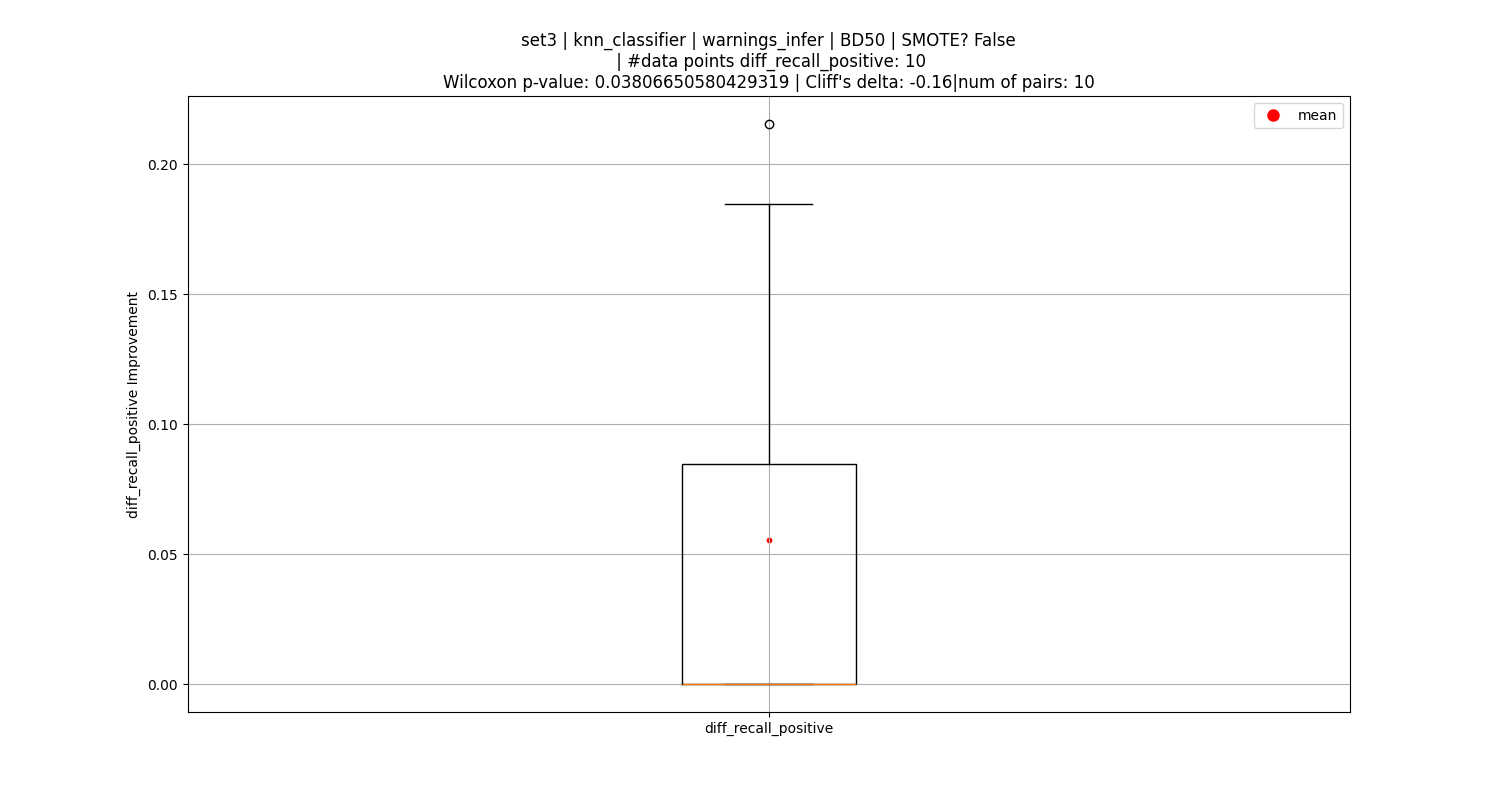 set3 | knn_classifier | warnings_infer | BD50 | SMOTE? False
| #data points diff_recall_positive: 10
Wilcoxon p-value: 0.03806650580429319 | Cliff's delta: -0.16|num of pairs: 10
mean
0.20
0.15
0.10
0.05
0.00
diff_recall_positive Improvement
diff_recall_positive